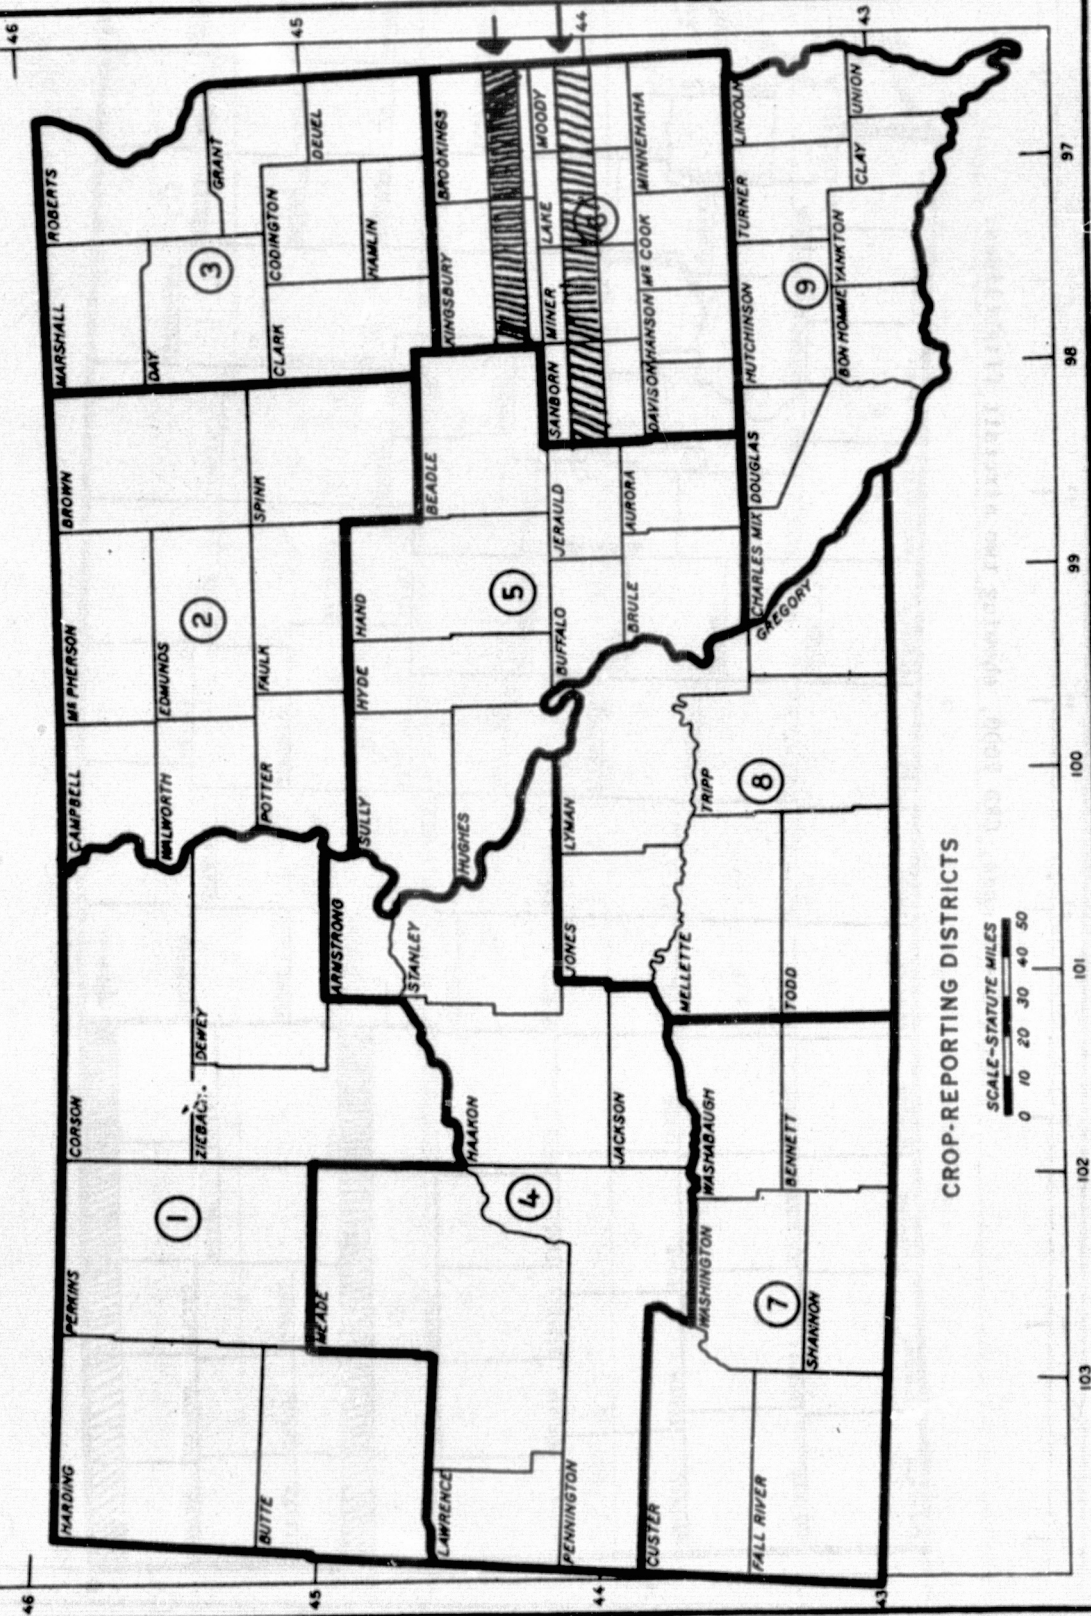 46
45
44
43
HARDING
PERKINS
CORSON
CAMPBELL
Mc PHERSON
BROWN
MARSHALL
ROBERTS
1
ZIEBACH
DEWEY
WALWORTH
EDMUNDS
2
DAY
3
GRANT
BUTTE
POTTER
FAULK
SPINK
CLARK
CODINGTON
DEUEL
MEADE
ARMSTRONG
SULLY
HYDE
HAND
HAMLIN
LAWRENCE
HAAKON
STANLEY
HUGHES
BEADLE
KINGSBURY
BROOKINGS
4
5
PENNINGTON
JONES
LYMAN
BUFFALO
JERAULD
SANBORN
MINER
LAKE
MOODY
6
JACKSON
BRULE
AURORA
DAVISON
HANSON
Mc COOK
MINNEHAHA
CUSTER
WASHINGTON
WASHABAUGH
MELLETTE
TRIPP
GREGORY
CHARLES MIX
DOUGLAS
HUTCHINSON
TURNER
LINCOLN
FALL RIVER
7
SHANNON
BENNETT
TODD
8
9
BON HOMME
YANKTON
CLAY
UNION
46
45
44
43
103
102
101
100
99
98
97
CROP-REPORTING DISTRICTS
SCALE-STATUTE MILES
0 10 20 30 40 50